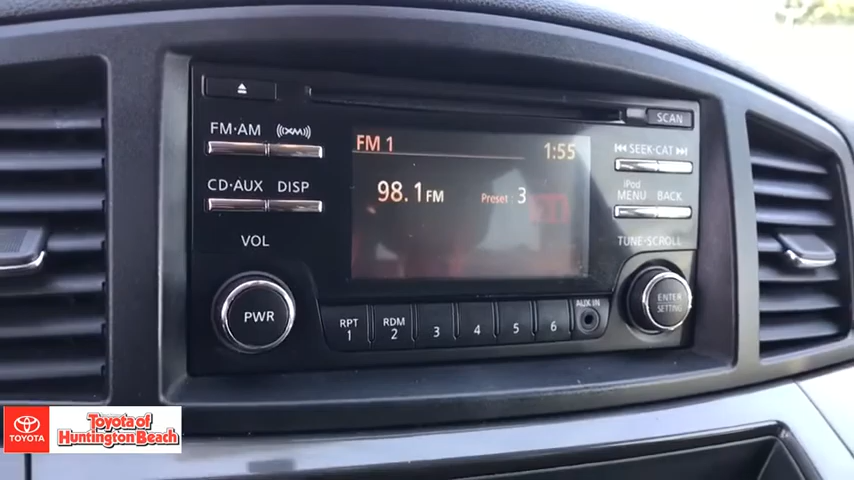 SCAN
FM·AM (((XM)))
FM 1 1:55
SEEK·CAT
CD·AUX DISP
98.1 FM Preset: 3
iPod
MENU BACK
VOL
TUNE·SCROLL
PWR
RPT 1
RDM 2
3
4
5
6
AUX IN
ENTER
SETTING
TOYOTA
Toyota of
Huntington Beach